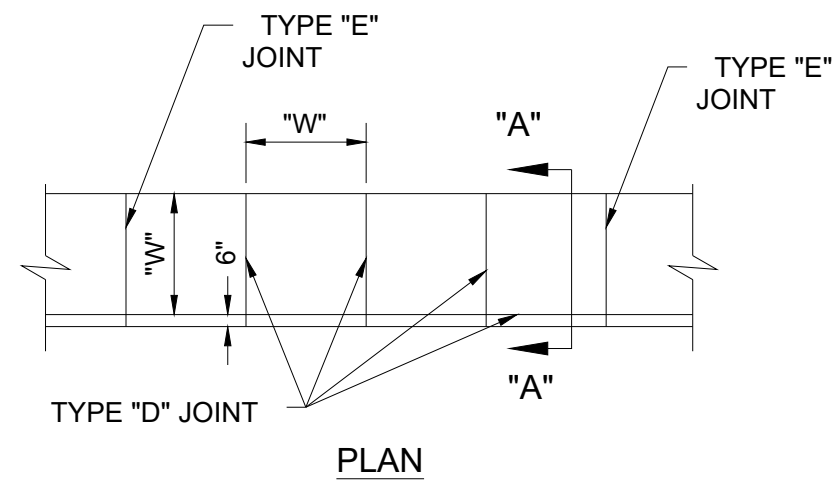 TYPE "E"
JOINT
TYPE "E"
JOINT
"W"
"A"
"W"
6"
"A"
TYPE "D" JOINT
PLAN